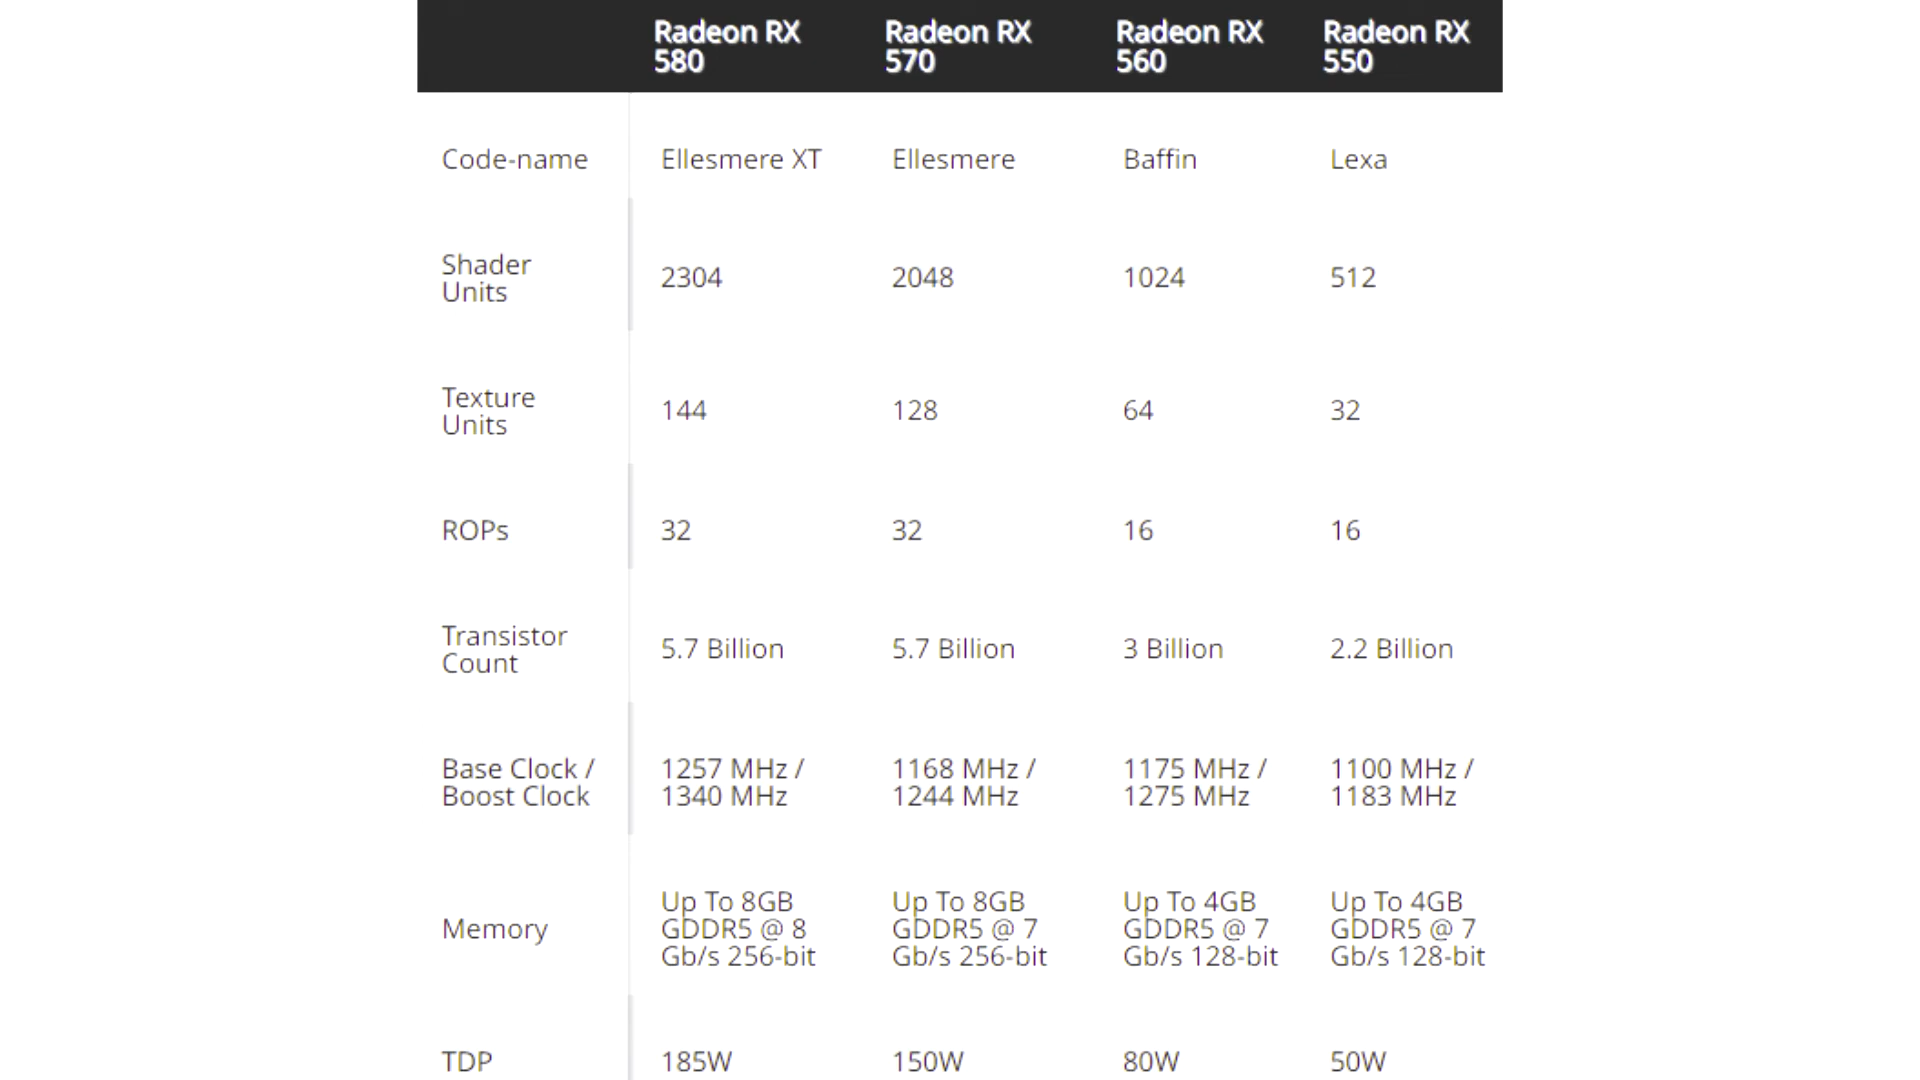 Radeon RX 580
Radeon RX 570
Radeon RX 560
Radeon RX 550
Code-name Ellesmere XT Ellesmere Baffin Lexa
Shader Units 2304 2048 1024 512
Texture Units 144 128 64 32
ROPs 32 32 16 16
Transistor Count 5.7 Billion 5.7 Billion 3 Billion 2.2 Billion
Base Clock / 1257 MHz / 1168 MHz / 1175 MHz / 1100 MHz /
Boost Clock 1340 MHz 1244 MHz 1275 MHz 1183 MHz
Up To 8GB Up To 8GB Up To 4GB Up To 4GB
Memory GDDR5 @ 8 GDDR5 @ 7 GDDR5 @ 7 GDDR5 @ 7
Gb/s 256-bit Gb/s 256-bit Gb/s 128-bit Gb/s 128-bit
TDP 185W 150W 80W 50W